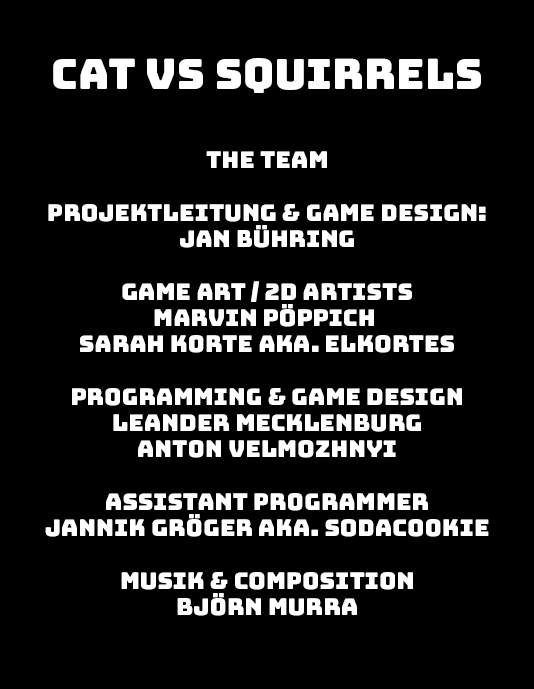 CAT VS SQUIRRELS
THE TEAM
PROJEKTLEITUNG & GAME DESIGN:
JAN BÜHRING
GAME ART / 2D ARTISTS
MARVIN PÖPPICH
SARAH KORTE AKA. ELKORTES
PROGRAMMING & GAME DESIGN
LEANDER MECKLENBURG
ANTON VELMOZHNYI
ASSISTANT PROGRAMMER
JANNIK GRÖGER AKA. SODACOOKIE
MUSIK & COMPOSITION
BJÖRN MURRA